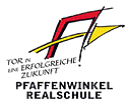 TOR IN
EINE ERFOLGREICHE
ZUKUNFT
PFAFFENWINKEL
REALSCHULE